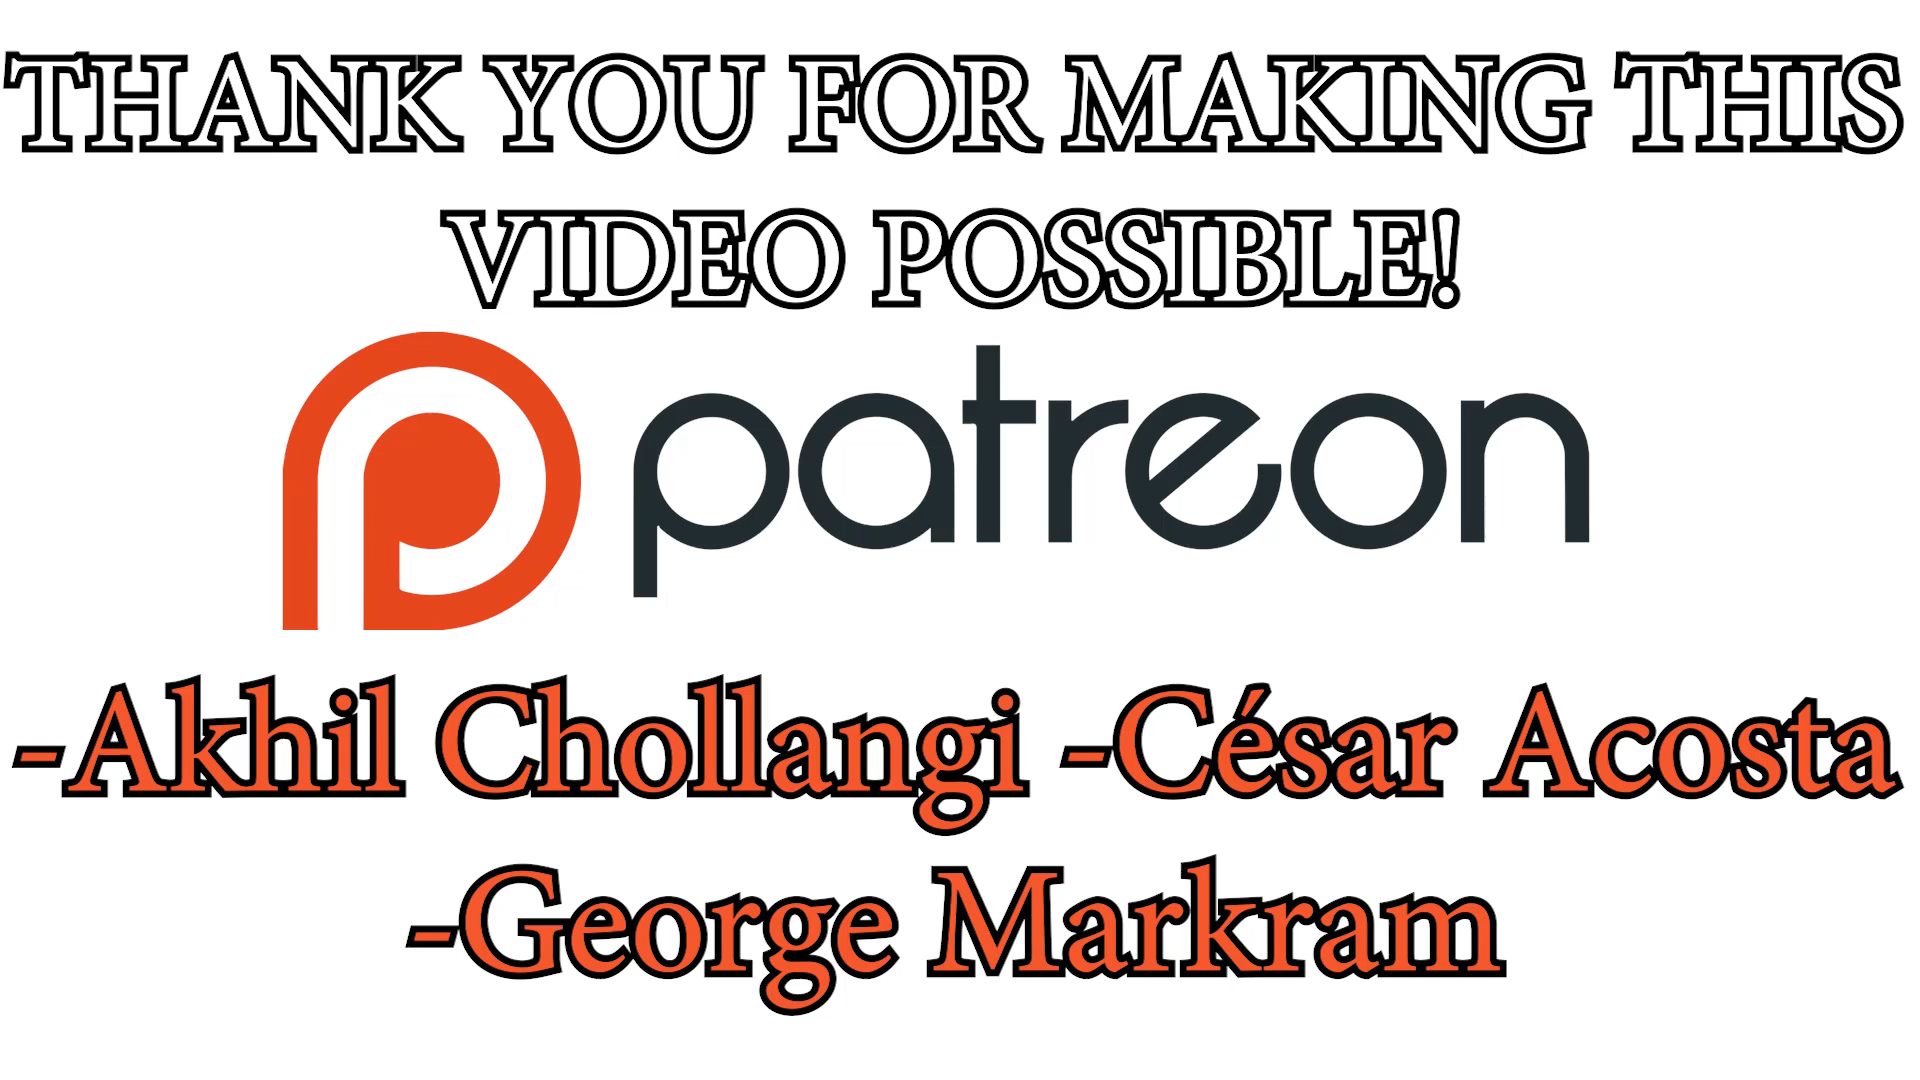 THANK YOU FOR MAKING THIS
VIDEO POSSIBLE!
patreon
-Akhil Chollangi -César Acosta
-George Markram